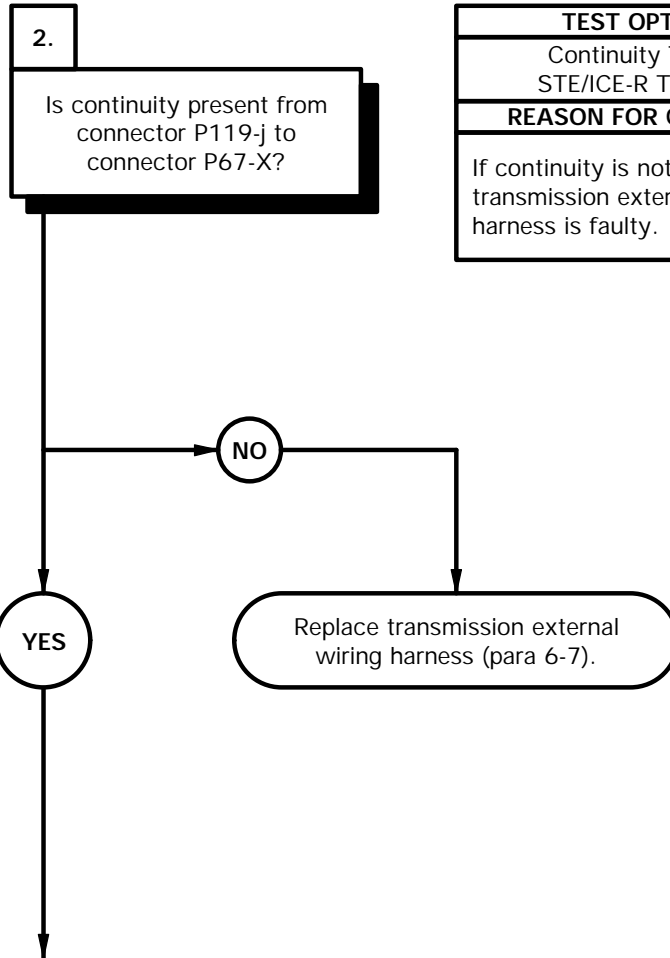 2.
Is continuity present from
connector P119-j to
connector P67-X?
TEST OPT
Continuity
STE/ICE-R T
REASON FOR
If continuity is not
transmission exter
harness is faulty.
NO
YES
Replace transmission external
wiring harness (para 6-7).